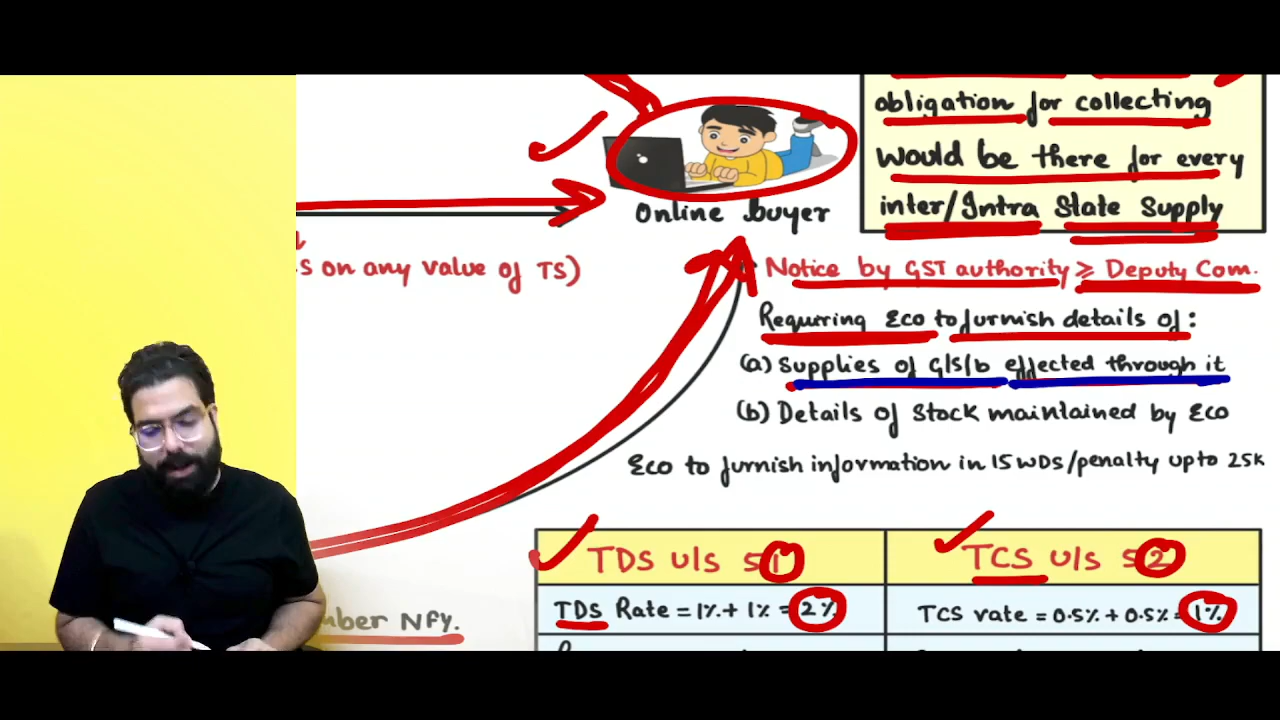 obligation for collecting
would be there for every
inter/Intra State Supply
Online buyer
s on any value of TS)
Notice by GST authority ≥ Deputy Com.
Requiring Eco to furnish details of:
(a) Supplies of G/S/b effected through it
(b) Details of Stock maintained by Eco
Eco to furnish information in 15 WDs/penalty upto 25K
TDS u/s 51
TCS u/s 52
TDS Rate = 1% + 1% = 2%
TCS rate = 0.5% + 0.5% = 1%
mber NFY.